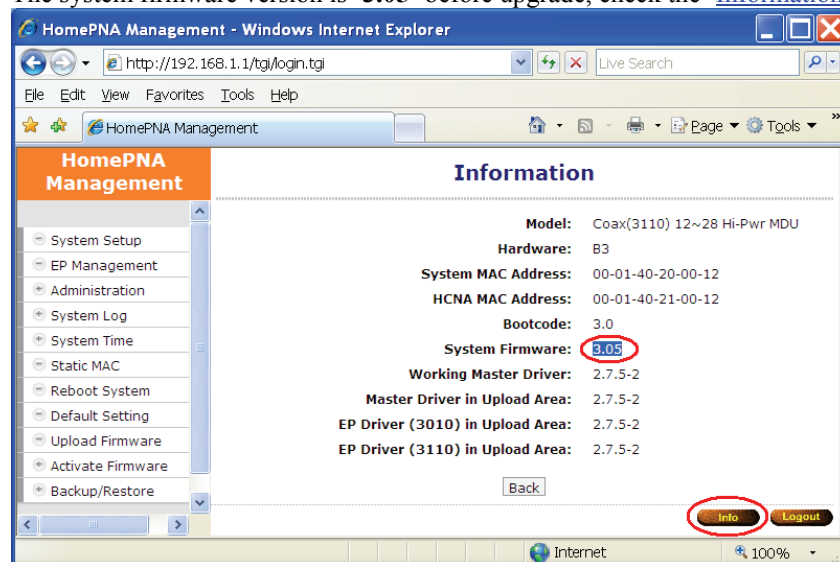 The system firmware version is "3.05" before upgrade, check the "Information
HomePNA Management - Windows Internet Explorer
http://192.168.1.1/tgi/login.tgi
Live Search
File Edit View Favorites Tools Help
HomePNA Management
Page Tools
HomePNA
Management
System Setup
EP Management
Administration
System Log
System Time
Static MAC
Reboot System
Default Setting
Upload Firmware
Activate Firmware
Backup/Restore
Information
Model: Coax(3110) 12~28 Hi-Pwr MDU
Hardware: B3
System MAC Address: 00-01-40-20-00-12
HCNA MAC Address: 00-01-40-21-00-12
Bootcode: 3.0
System Firmware: 3.05
Working Master Driver: 2.7.5-2
Master Driver in Upload Area: 2.7.5-2
EP Driver (3010) in Upload Area: 2.7.5-2
EP Driver (3110) in Upload Area: 2.7.5-2
Back
Info Logout
Internet 100%